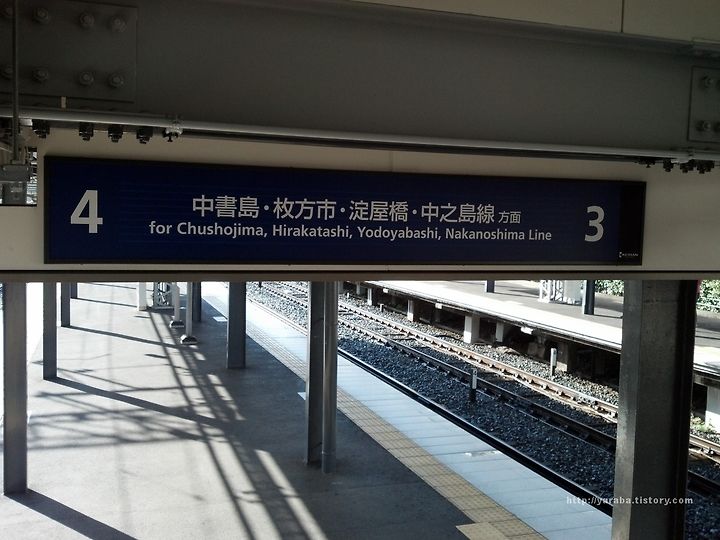 4
中書島・枚方市・淀屋橋・中之島線 方面
for Chushojima, Hirakatashi, Yodoyabashi, Nakanoshima Line
3
KEIHAN
http://yaraba.tistory.com